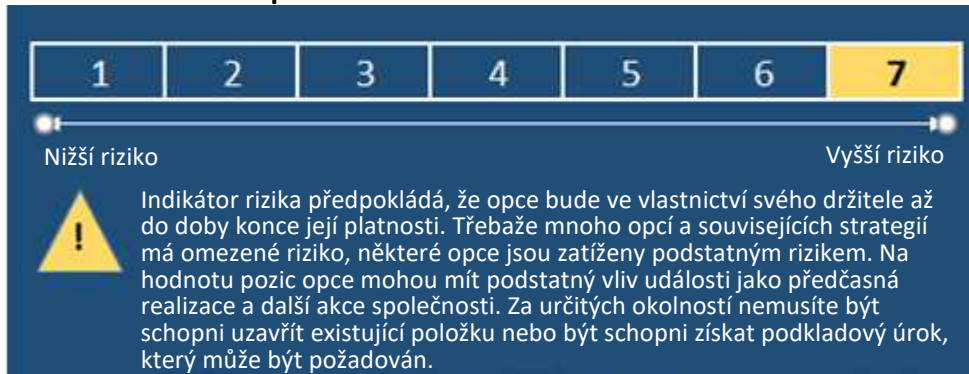 1 2 3 4 5 6 7
Nižší riziko Vyšší riziko
Indikátor rizika předpokládá, že opce bude ve vlastnictví svého držitele až
do doby konce její platnosti. Třebaže mnoho opcí a souvisejících strategií
má omezené riziko, některé opce jsou zatíženy podstatným rizikem. Na
hodnotu pozic opce mohou mít podstatný vliv události jako předčasná
realizace a další akce společnosti. Za určitých okolností nemusíte být
schopni uzavřít existující položku nebo být schopni získat podkladový úrok,
který může být požadován.